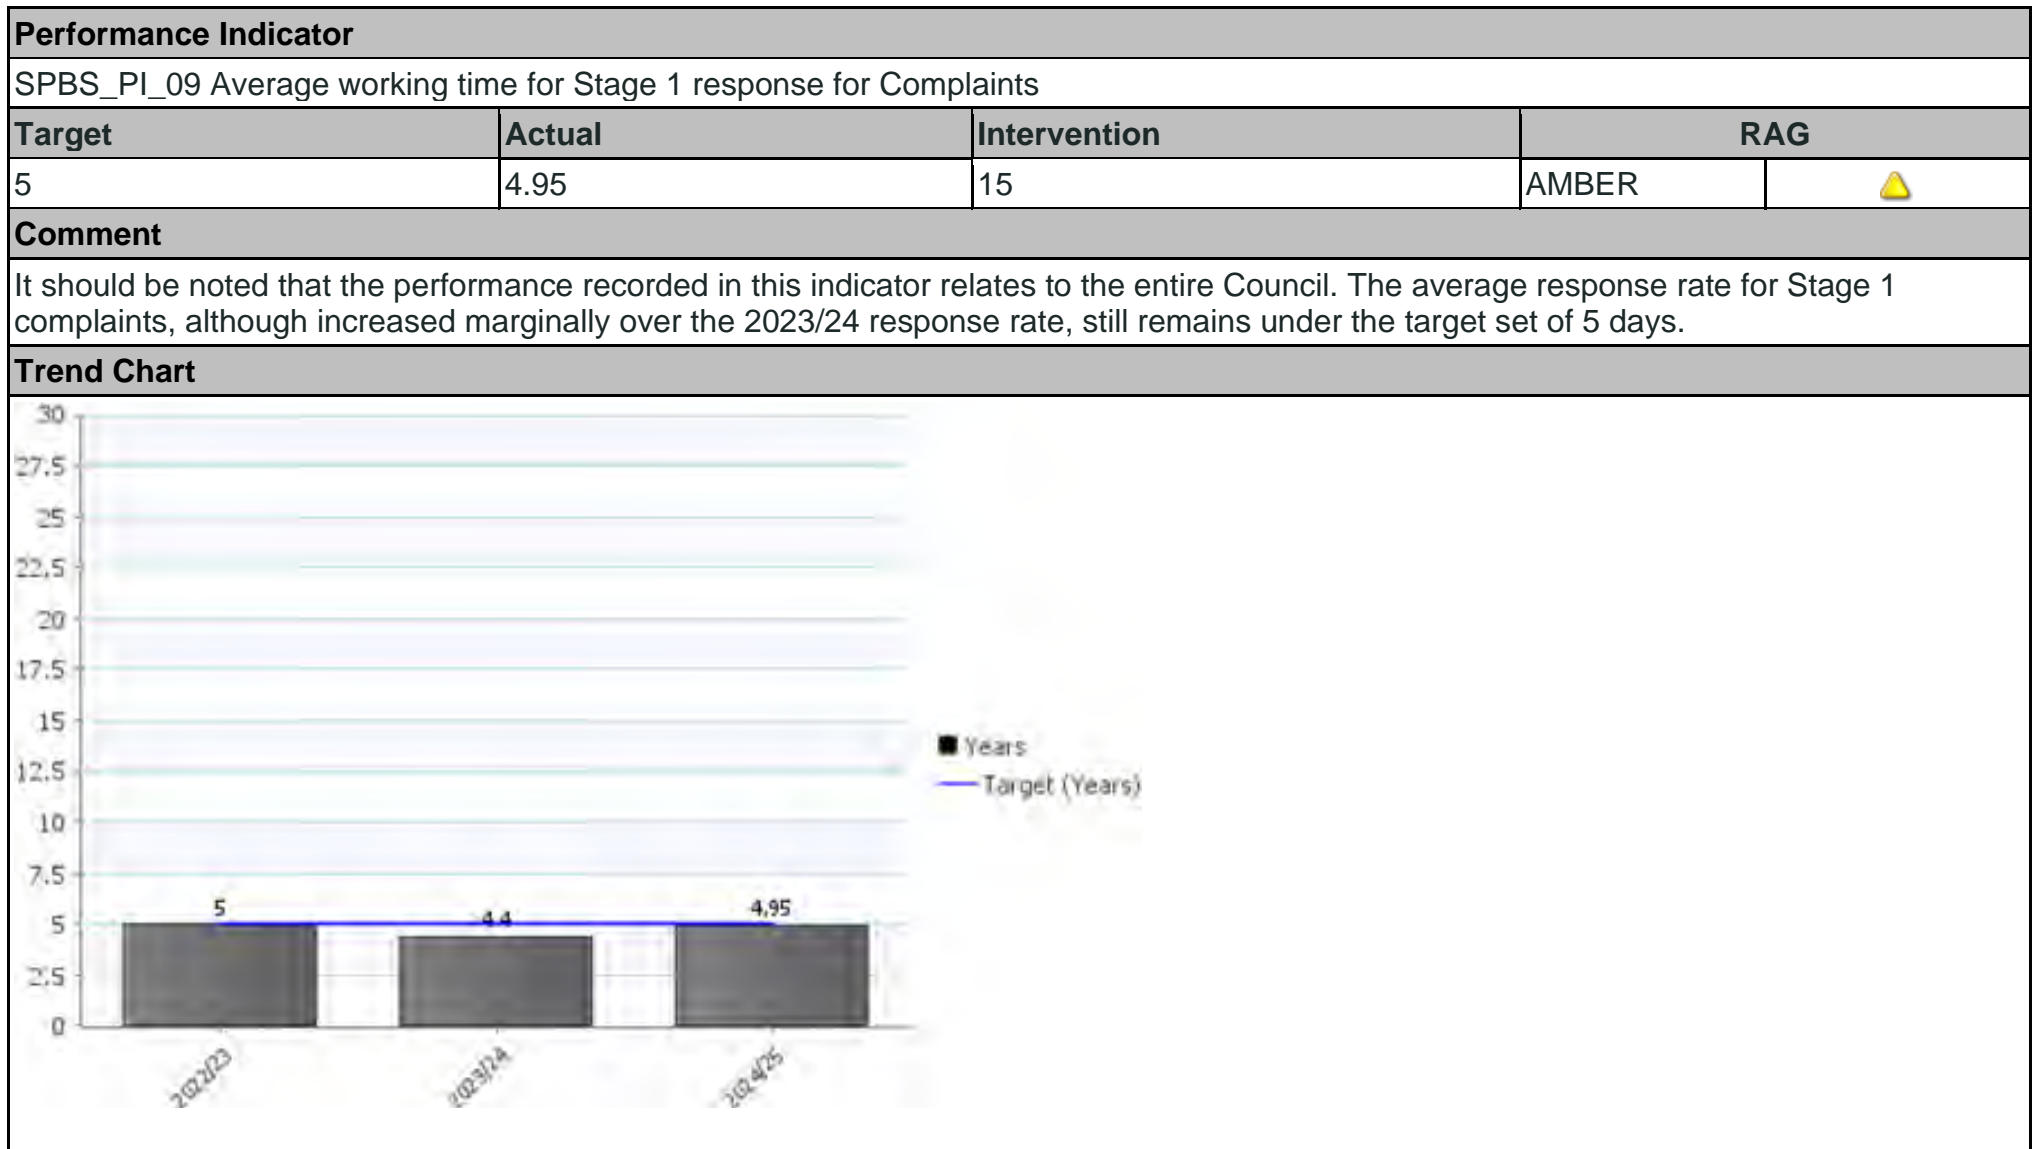 Performance Indicator
SPBS_PI_09 Average working time for Stage 1 response for Complaints
Target Actual Intervention RAG
5 4.95 15 AMBER
Comment
It should be noted that the performance recorded in this indicator relates to the entire Council. The average response rate for Stage 1
complaints, although increased marginally over the 2023/24 response rate, still remains under the target set of 5 days.
Trend Chart
30
27.5
25
22.5
20
17.5
15
12.5
10
7.5
5
2.5
0
5
4.4
4.95
2022/23
2023/24
2024/25
Years
Target (Years)